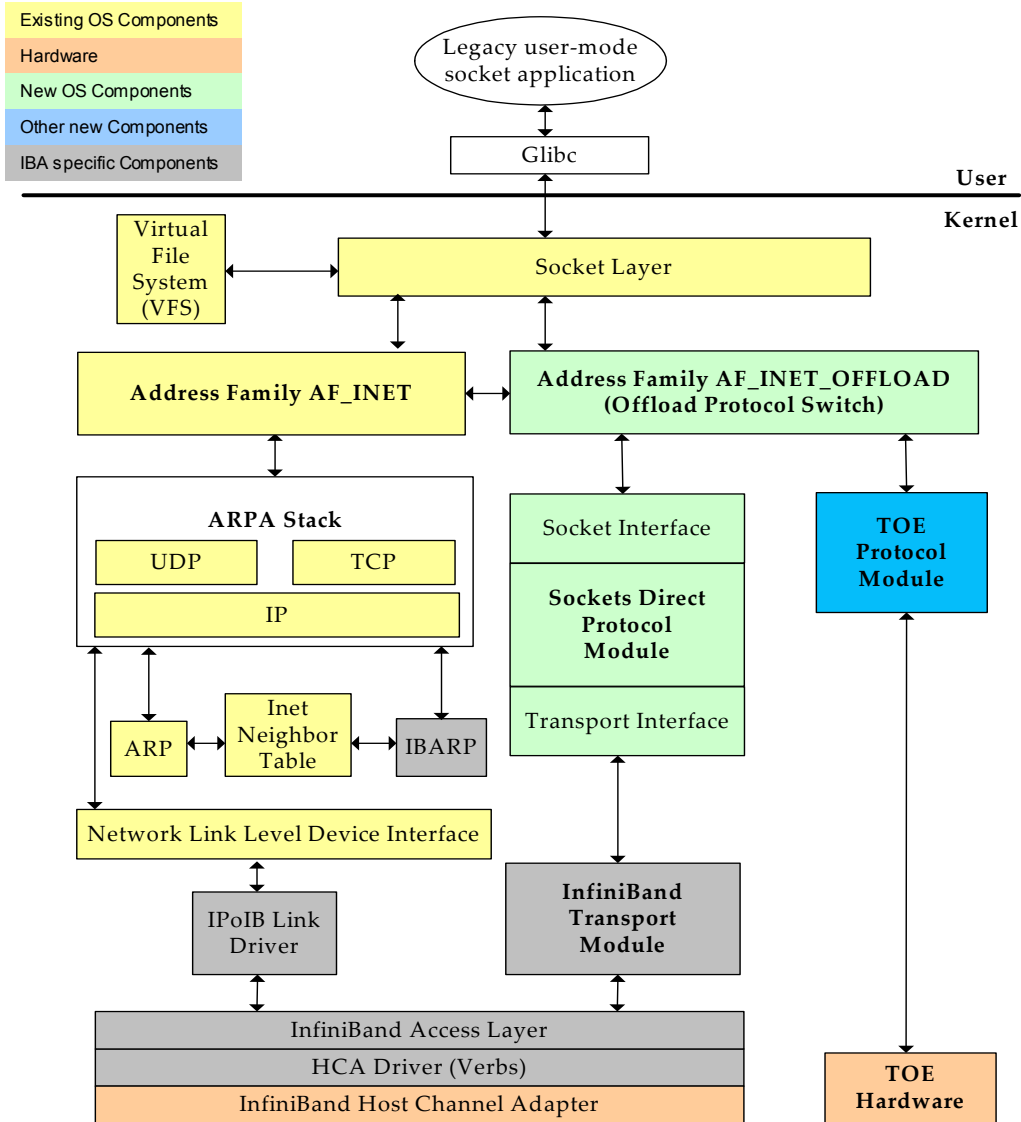 Existing OS Components
Hardware
New OS Components
Other new Components
IBA specific Components
Legacy user-mode
socket application
Glibc
User
Kernel
Virtual
File
System
(VFS)
Socket Layer
Address Family AF_INET
Address Family AF_INET_OFFLOAD
(Offload Protocol Switch)
ARPA Stack
UDP
TCP
IP
Socket Interface
Sockets Direct
Protocol
Module
Transport Interface
TOE
Protocol
Module
ARP
Inet
Neighbor
Table
IBARP
Network Link Level Device Interface
IPoIB Link
Driver
InfiniBand
Transport
Module
InfiniBand Access Layer
HCA Driver (Verbs)
InfiniBand Host Channel Adapter
TOE
Hardware